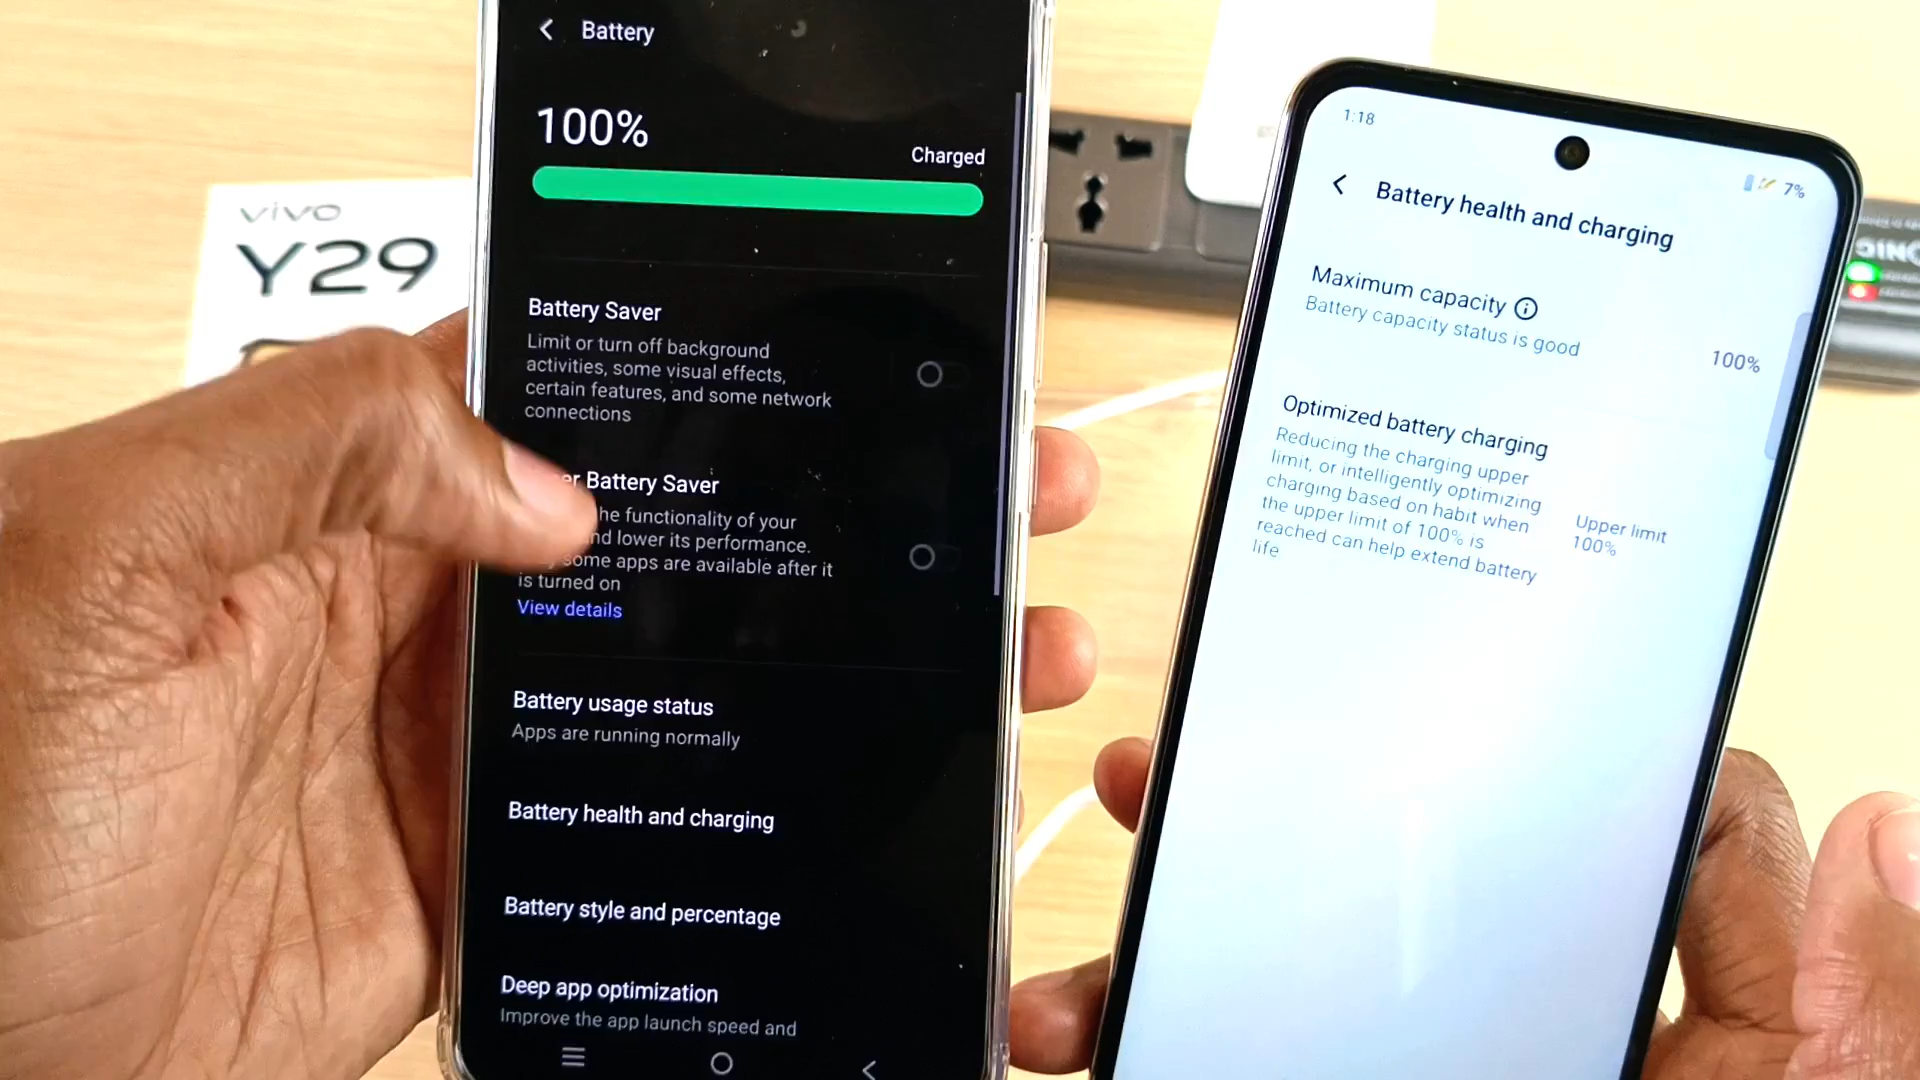 vivo
Y29
Battery
100%
Charged
Battery Saver
Limit or turn off background
activities, some visual effects,
certain features, and some network
connections
Battery Saver
functionality of your
lower its performance.
some apps are available after it
is turned on
View details
Battery usage status
Apps are running normally
Battery health and charging
Battery style and percentage
Deep app optimization
Improve the app launch speed and
1:18
7%
Battery health and charging
Maximum capacity
Battery capacity status is good
100%
Optimized battery charging
Reducing the charging upper
limit, or intelligently optimizing
charging based on habit when
the upper limit of 100% is
reached can help extend battery
life
Upper limit
100%